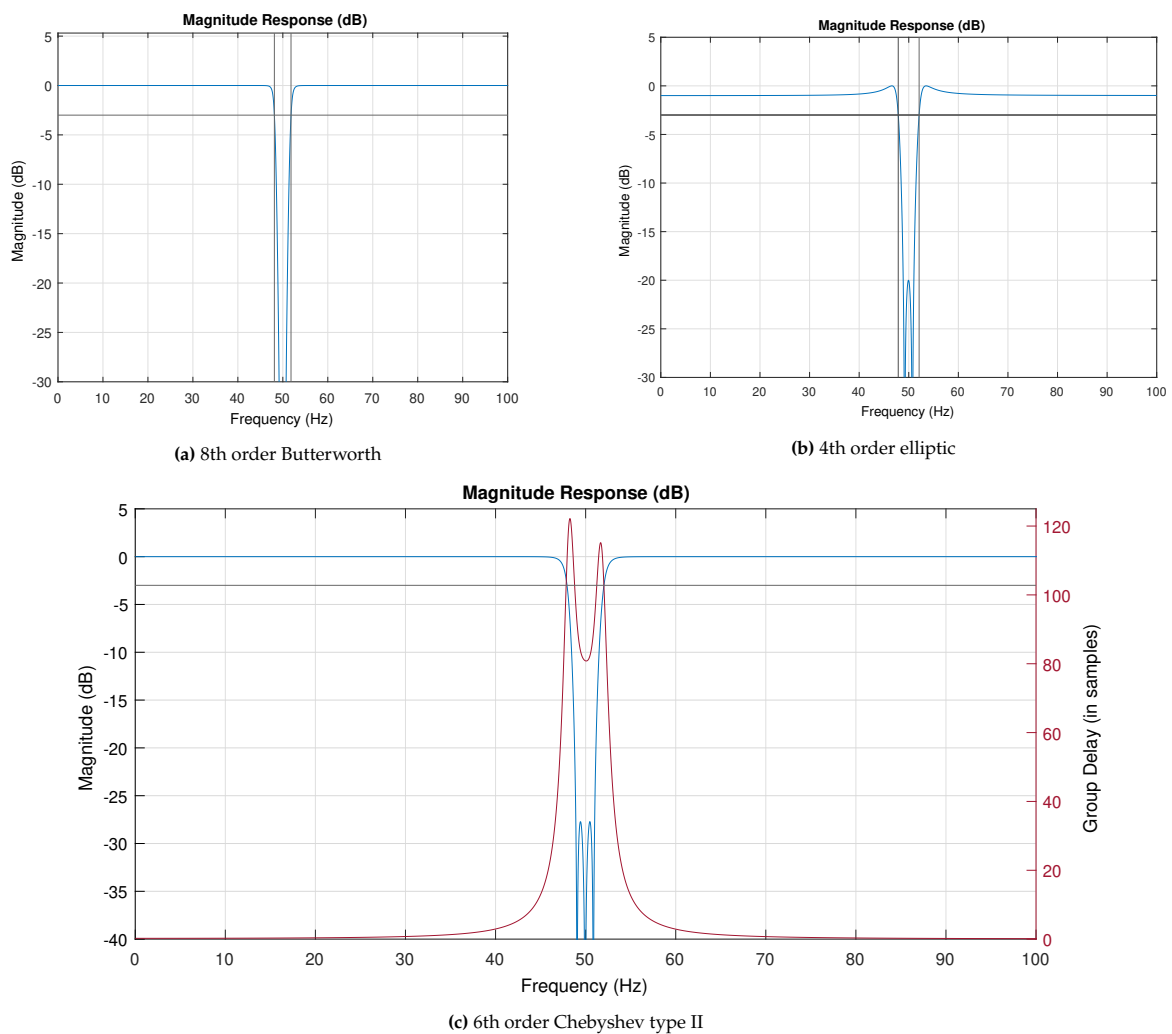 Magnitude Response (dB)
5
0
-5
-10
-15
-20
-25
-30
Magnitude (dB)
0 10 20 30 40 50 60 70 80 90 100
Frequency (Hz)
(a) 8th order Butterworth
Magnitude Response (dB)
5
0
-5
-10
-15
-20
-25
-30
Magnitude (dB)
0 10 20 30 40 50 60 70 80 90 100
Frequency (Hz)
(b) 4th order elliptic
Magnitude Response (dB)
5
0
-5
-10
-15
-20
-25
-30
-35
-40
Magnitude (dB)
120
100
80
60
40
20
0
Group Delay (in samples)
0 10 20 30 40 50 60 70 80 90 100
Frequency (Hz)
(c) 6th order Chebyshev type II